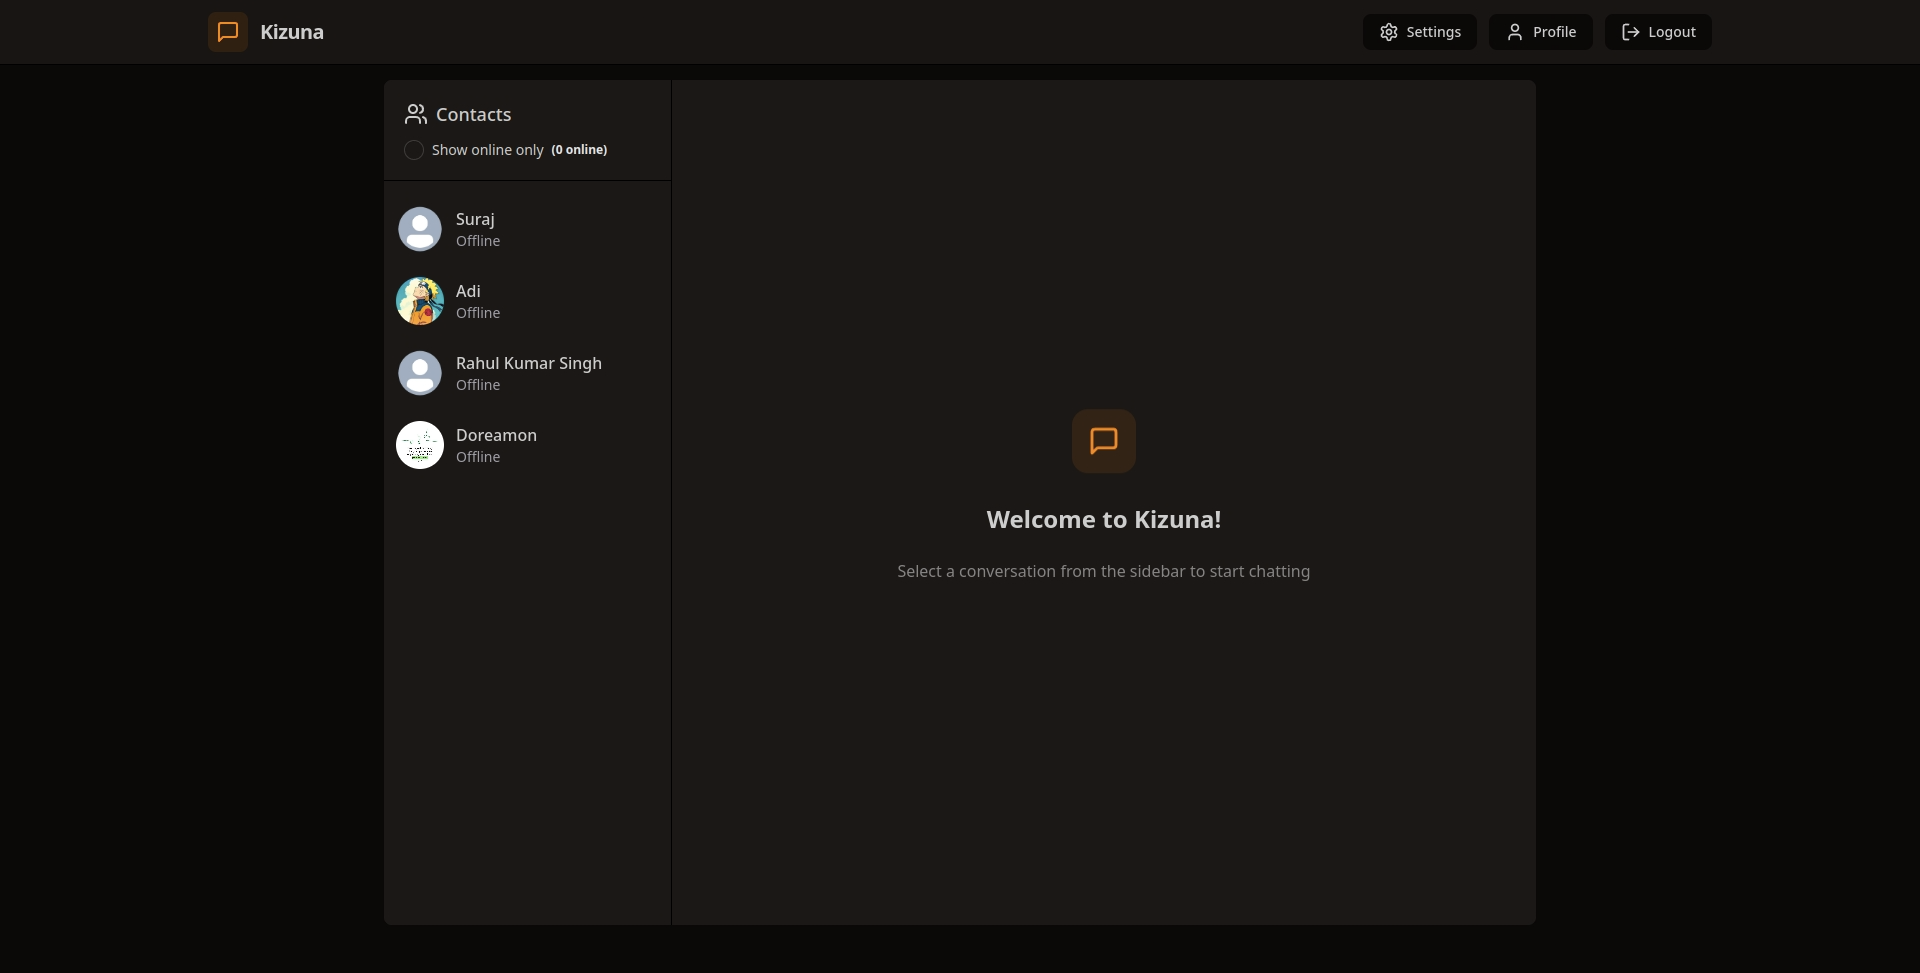 Kizuna
Settings
Profile
Logout
Contacts
Show online only (0 online)
Suraj
Offline
Adi
Offline
Rahul Kumar Singh
Offline
Doreamon
Offline
Welcome to Kizuna!
Select a conversation from the sidebar to start chatting